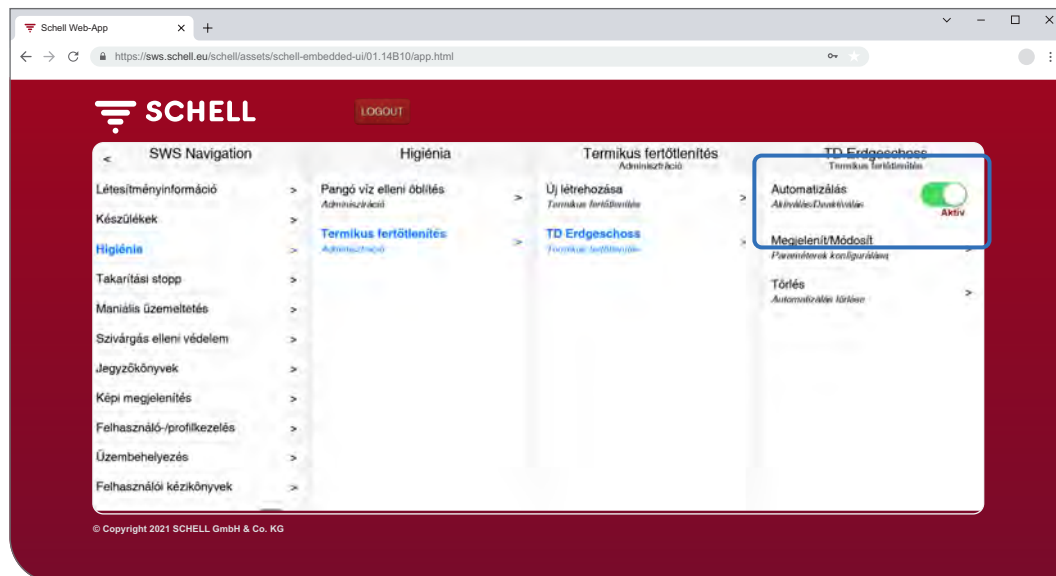 Schell Web-App
https://sws.schell.eu/schell/assets/schell-embedded-ui/01.14B10/app.html
SCHELL
LOGOUT
< SWS Navigation
Létesítményinformáció >
Készülékek >
Higiénia >
Takarítási stopp >
Maniális üzemeltetés >
Szivárgás elleni védelem >
Jegyzőkönyvek >
Képi megjelenítés >
Felhasználó-/profilkezelés >
Üzembehelyezés >
Felhasználói kézikönyvek >
Higiénia
Pangó víz elleni öblítés >
Adminisztráció
Termikus fertőtlenítés >
Adminisztráció
Termikus fertőtlenítés
Adminisztráció
Új létrehozása >
Termikus fertőtlenítés
TD Erdgeschoss >
Termikus fertőtlenítés
TD Erdgeschoss
Termikus fertőtlenítés
Automatizálás
Aktiválás/Deaktiválás
Aktív
Megjelenít/Módosít >
Paraméterek konfigurálása
Törlés >
Automatizálás törlése
© Copyright 2021 SCHELL GmbH & Co. KG